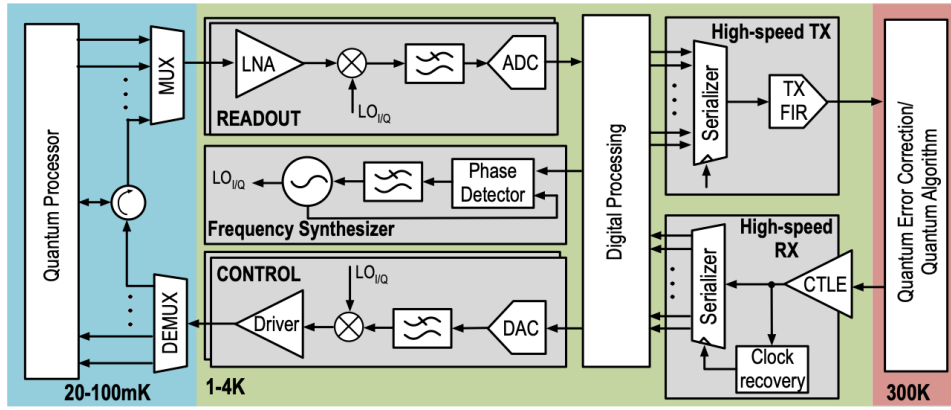 Quantum Processor
MUX
DEMUX
20-100mK
LNA
LO_I/Q
ADC
READOUT
LO_I/Q
Phase
Detector
Frequency Synthesizer
CONTROL
LO_I/Q
Driver
DAC
1-4K
Digital Processing
High-speed TX
Serializer
TX
FIR
High-speed
RX
Serializer
CTLE
Clock
recovery
Quantum Error Correction/
Quantum Algorithm
300K